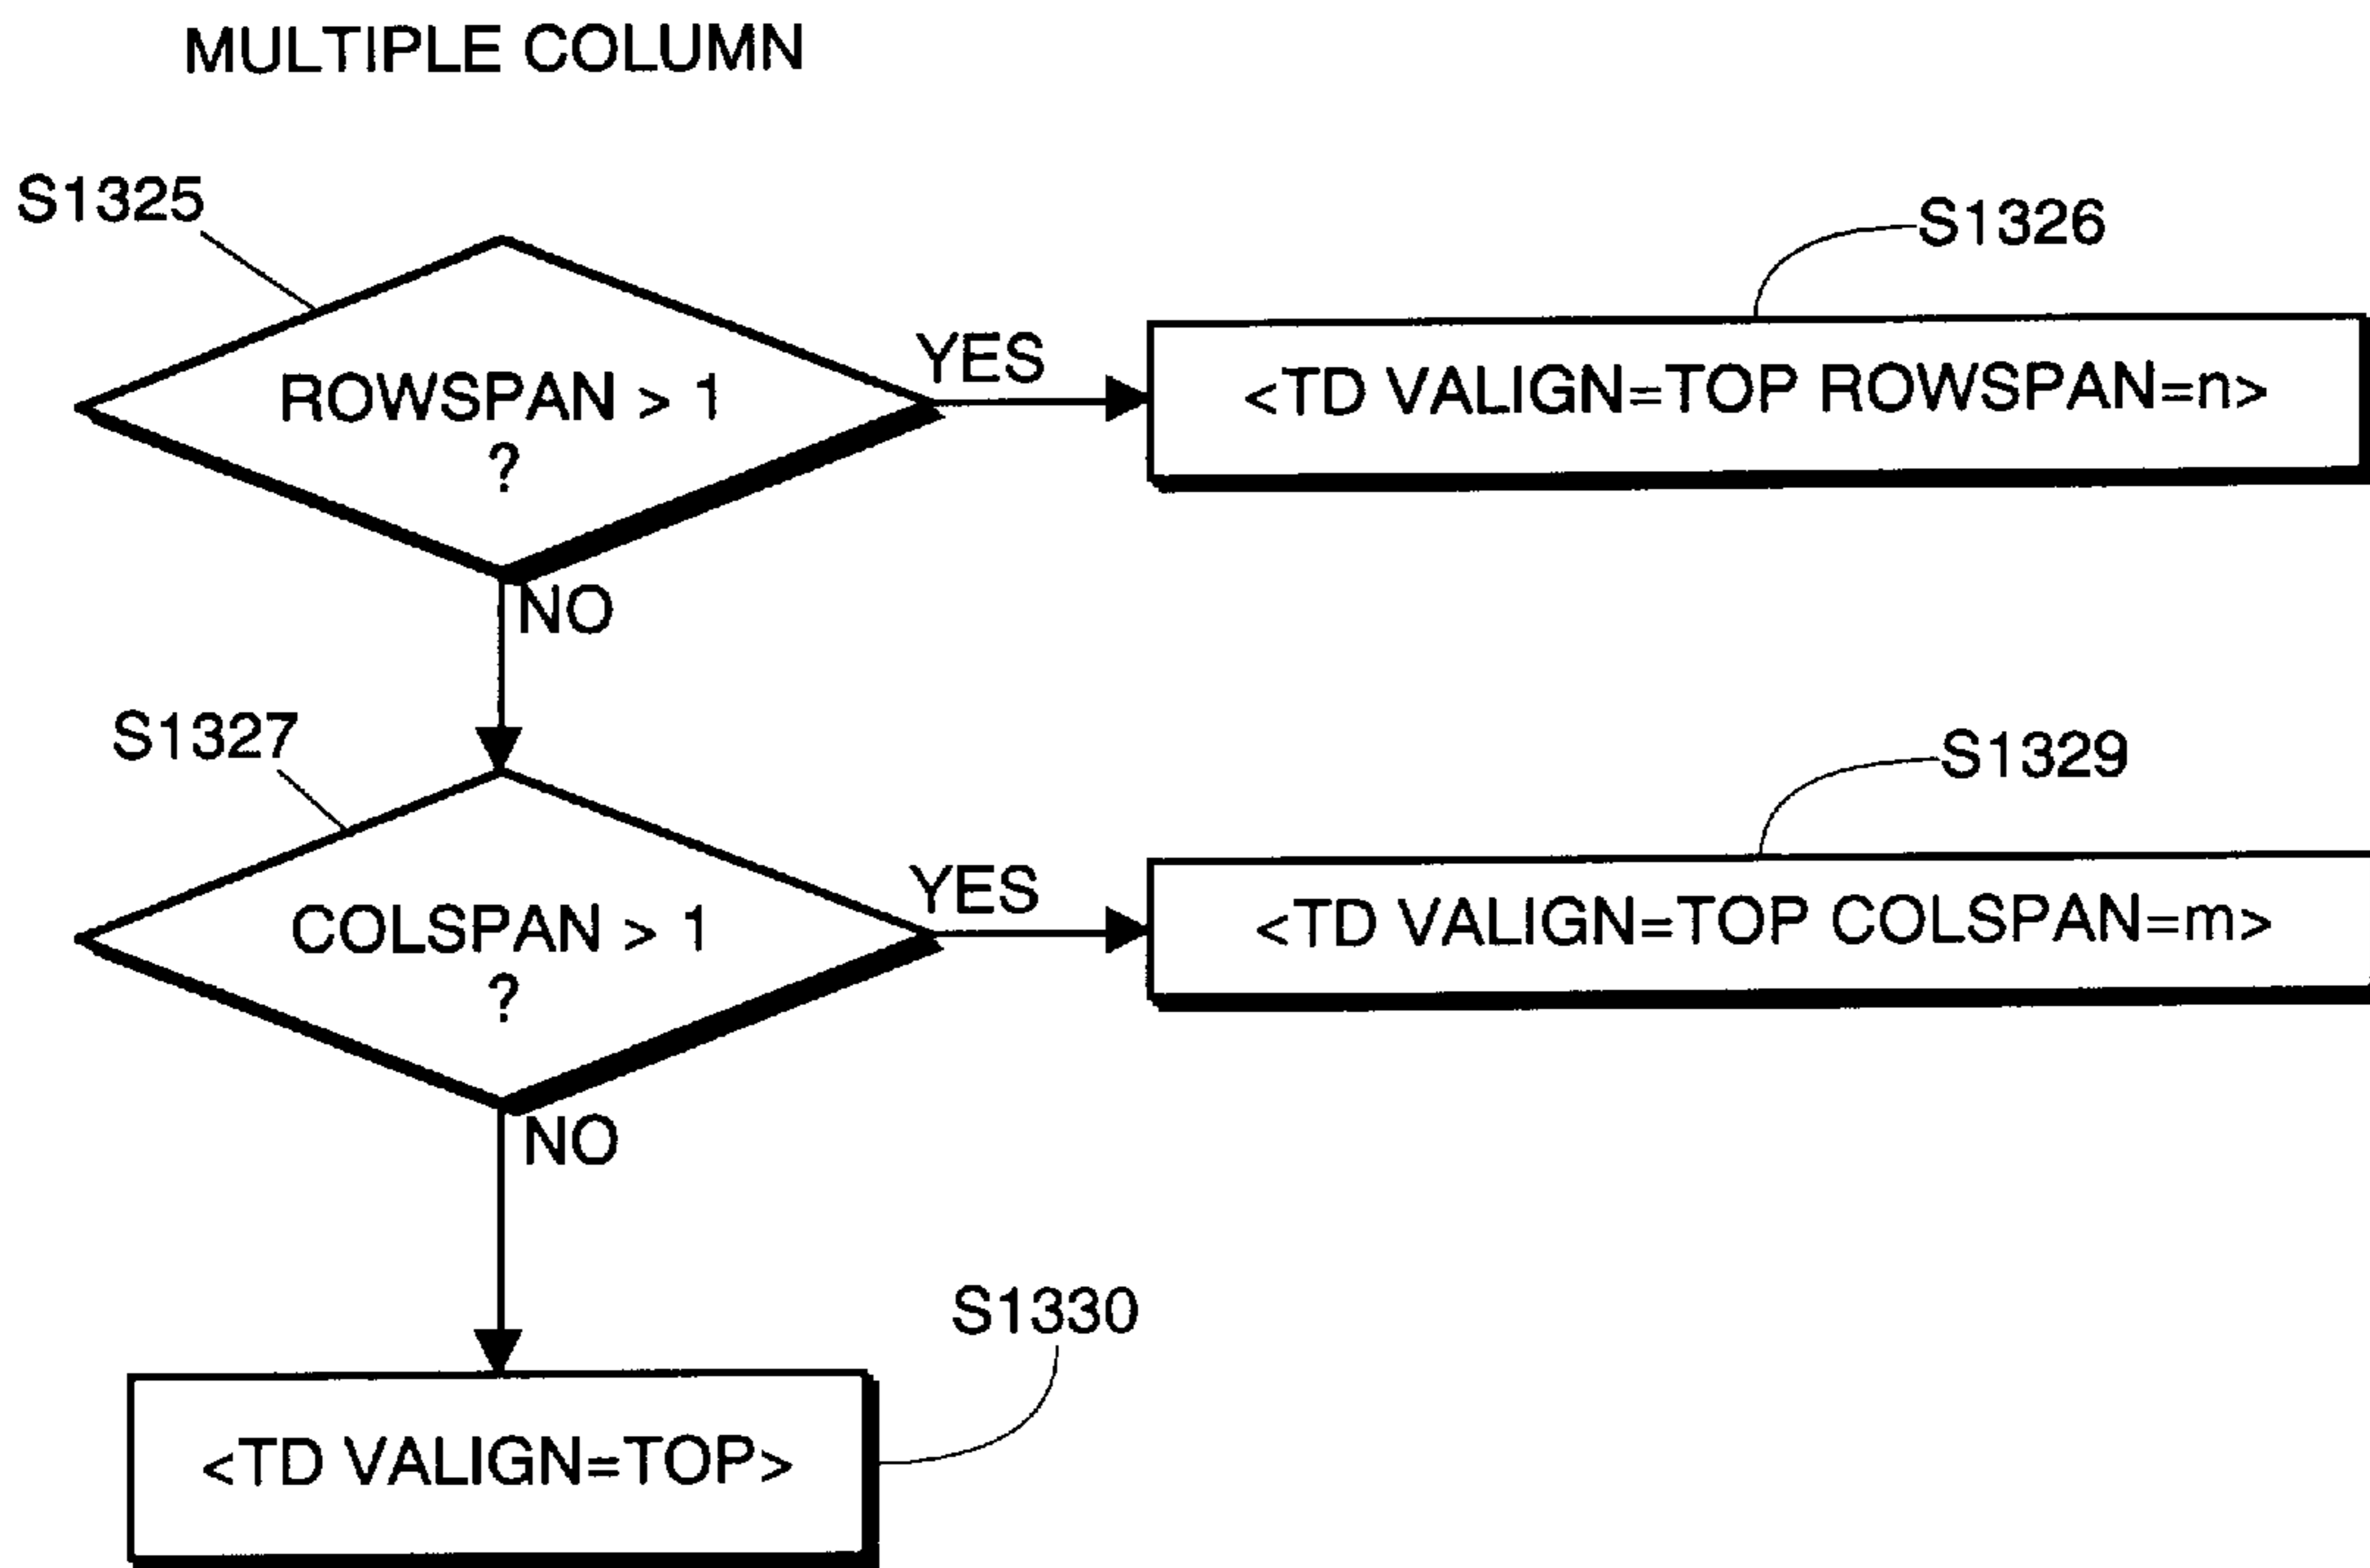 MULTIPLE COLUMN
S1325
S1326
ROWSPAN > 1
?
YES
<TD VALIGN=TOP ROWSPAN=n>
NO
S1327
S1329
COLSPAN > 1
?
YES
<TD VALIGN=TOP COLSPAN=m>
NO
S1330
<TD VALIGN=TOP>